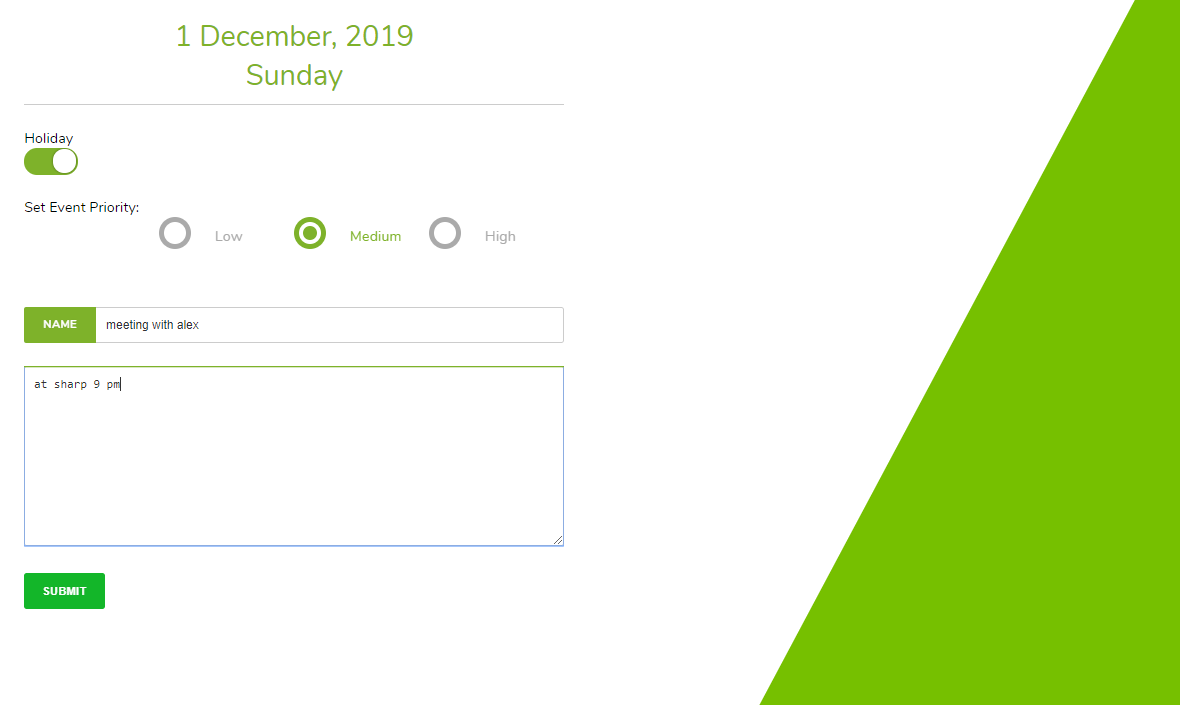 1 December, 2019
Sunday
Holiday
Set Event Priority:
Low Medium High
NAME meeting with alex
at sharp 9 pm
SUBMIT